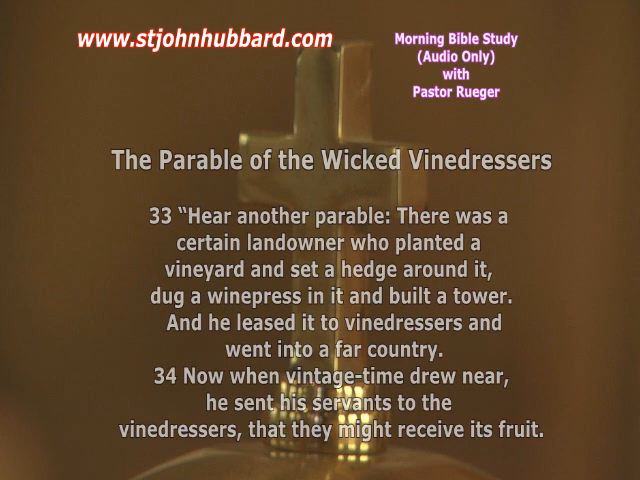 www.stjohnhubbard.com
Morning Bible Study
(Audio Only)
with
Pastor Rueger
The Parable of the Wicked Vinedressers
33 “Hear another parable: There was a
certain landowner who planted a
vineyard and set a hedge around it,
dug a winepress in it and built a tower.
And he leased it to vinedressers and
went into a far country.
34 Now when vintage-time drew near,
he sent his servants to the
vinedressers, that they might receive its fruit.